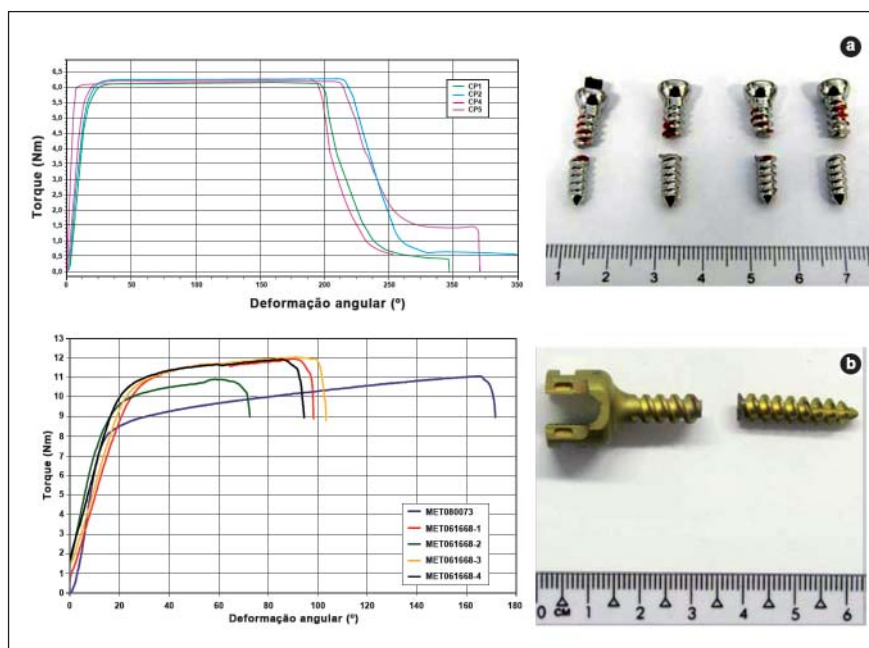 a
6,5
6,0
5,5
5,0
4,5
4,0
3,5
3,0
2,5
2,0
1,5
1,0
0,5
0,0
CP1
CP2
CP4
CP5
Torque (Nm)
0 50 100 200 250 350
Deformação angular (º)
1 2 3 4 5 6 7
b
13
12
11
10
9
8
7
6
5
4
3
2
1
0
Torque (Nm)
MET080073
MET061668-1
MET061668-2
MET061668-3
MET061668-4
0 20 40 60 80 100 120 140 160 180
Deformação angular (º)
0 CM 1 2 3 4 5 6